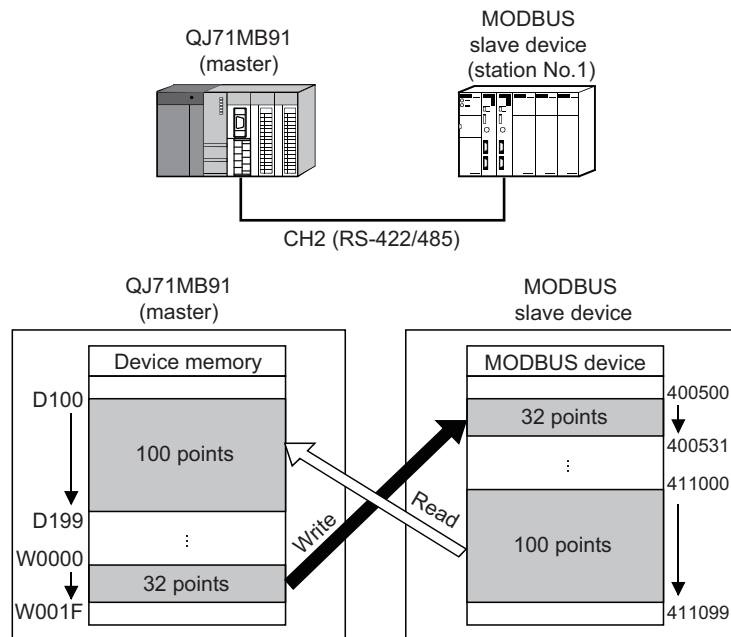 QJ71MB91
(master)
MODBUS
slave device
(station No.1)
CH2 (RS-422/485)
QJ71MB91
(master)
MODBUS
slave device
Device memory
D100
100 points
D199
⋮
W0000
32 points
W001F
Write
Read
MODBUS device
400500
32 points
400531
⋮
411000
100 points
411099